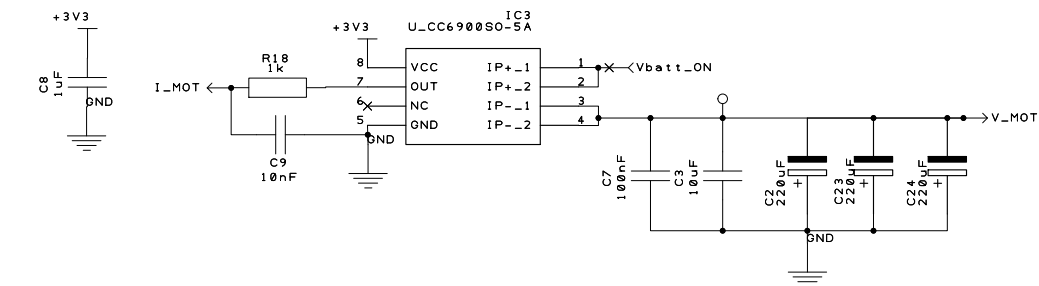 +3V3
C8
1uF
GND
I_MOT
R18
1k
C9
10nF
+3V3
IC3
U_CC6900SO-5A
8 VCC IP+_1 1
7 OUT IP+_2 2
6 NC IP-_1 3
5 GND IP-_2 4
GND
Vbatt_ON
V_MOT
C7
100nF
C3
10uF
C2
220uF
+
C23
220uF
+
C24
220uF
+
GND